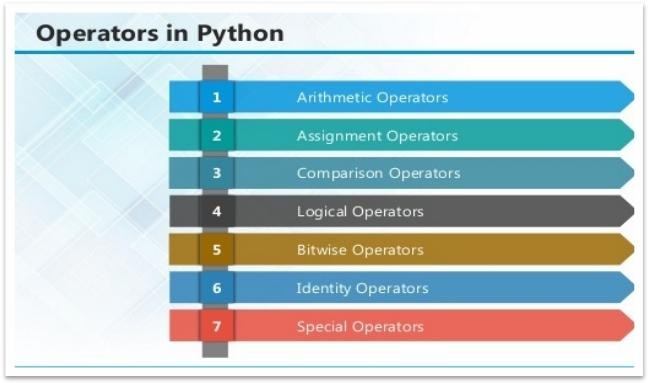 Operators in Python
1 Arithmetic Operators
2 Assignment Operators
3 Comparison Operators
4 Logical Operators
5 Bitwise Operators
6 Identity Operators
7 Special Operators